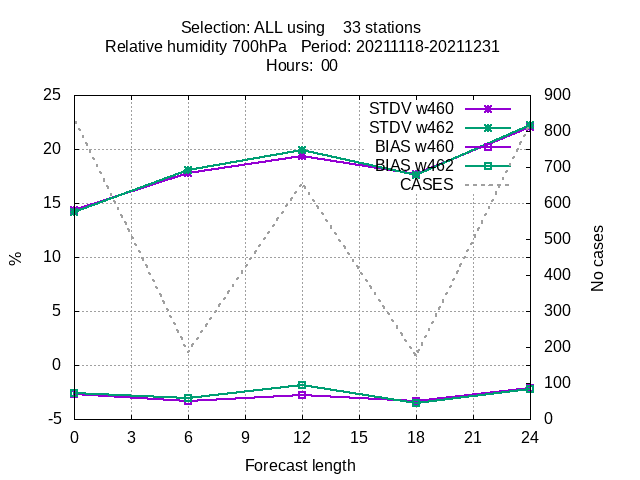 Selection: ALL using    33 stations
Relative humidity 700hPa   Period: 20211118-20211231
Hours:  00
25
20
15
10
5
0
-5
%
900
800
700
600
500
400
300
200
100
0
No cases
STDV w460
STDV w462
BIAS w460
BIAS w462
CASES
0 3 6 9 12 15 18 21 24
Forecast length